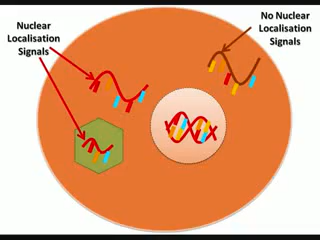 Nuclear
Localisation
Signals
No Nuclear
Localisation
Signals